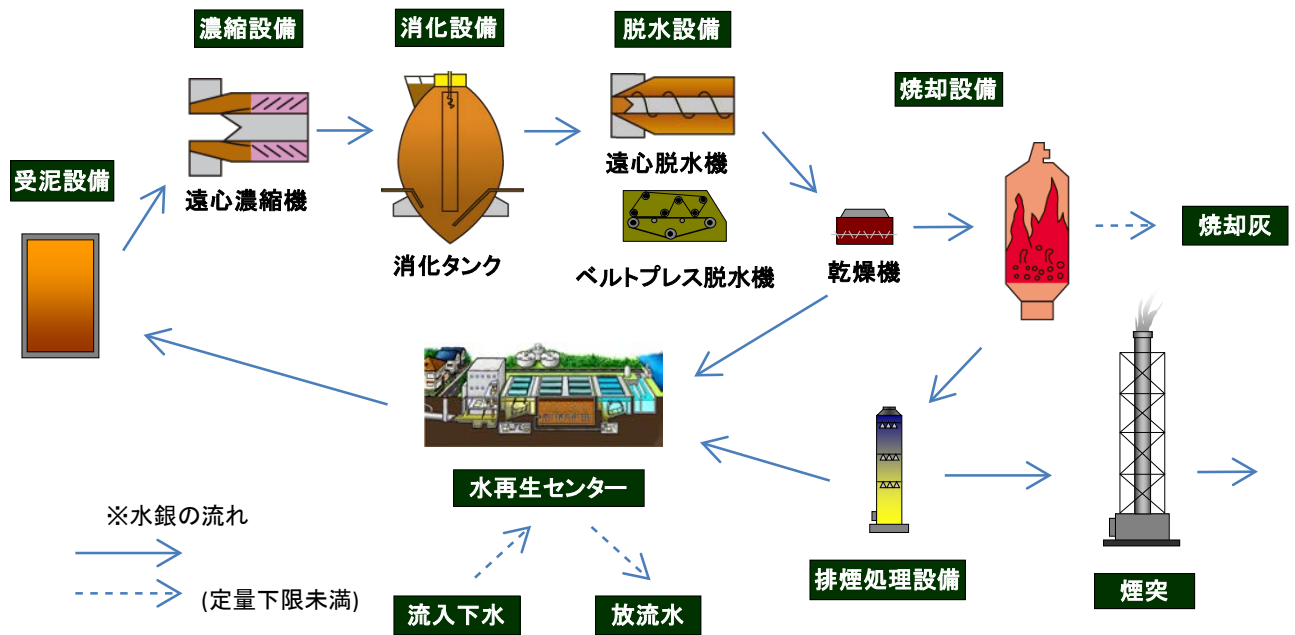 濃縮設備
消化設備
脱水設備
焼却設備
受泥設備
遠心濃縮機
遠心脱水機
消化タンク
ベルトプレス脱水機
乾燥機
焼却灰
水再生センター
※水銀の流れ
(定量下限未満)
流入下水
放流水
排煙処理設備
煙突